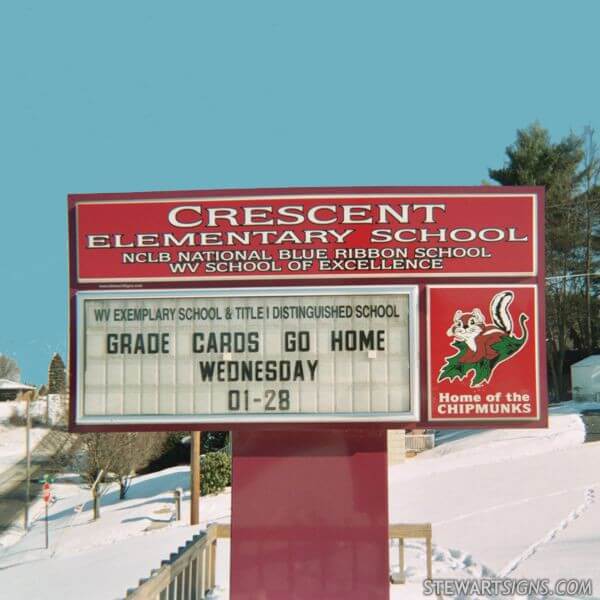 CRESCENT
ELEMENTARY SCHOOL
NCLB NATIONAL BLUE RIBBON SCHOOL
WV SCHOOL OF EXCELLENCE
WV EXEMPLARY SCHOOL & TITLE I DISTINGUISHED SCHOOL
GRADE CARDS GO HOME
WEDNESDAY
01-28
Home of the
CHIPMUNKS
STEWARTSIGNS.COM